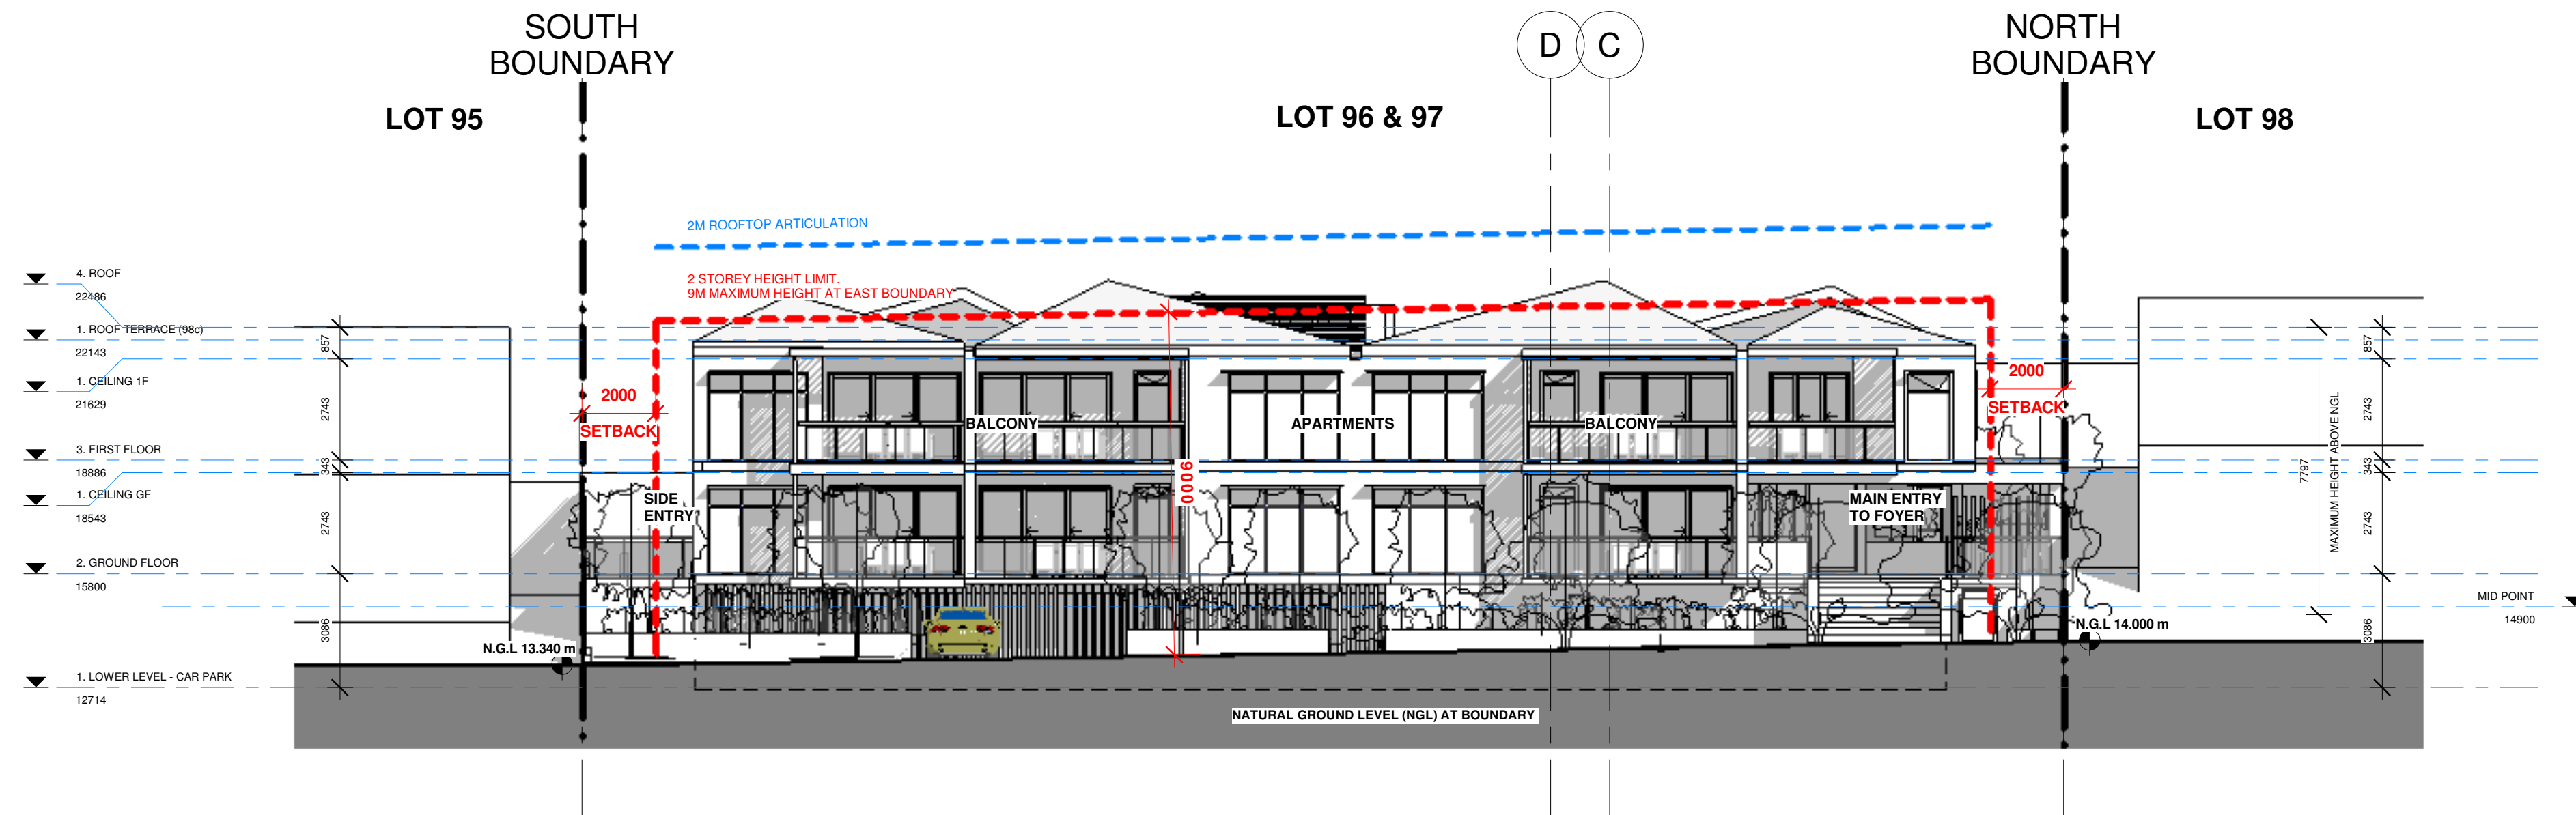 SOUTH
BOUNDARY
D
C
NORTH
BOUNDARY
LOT 95
LOT 96 & 97
LOT 98
2M ROOFTOP ARTICULATION
2 STOREY HEIGHT LIMIT.
9M MAXIMUM HEIGHT AT EAST BOUNDARY
4. ROOF
22486
1. ROOF TERRACE (98c)
22143
1. CEILING 1F
21629
3. FIRST FLOOR
18886
1. CEILING GF
18543
2. GROUND FLOOR
15800
1. LOWER LEVEL - CAR PARK
12714
857
2743
343
2743
3086
2000
SETBACK
SIDE
ENTRY
BALCONY
9000
APARTMENTS
BALCONY
MAIN ENTRY
TO FOYER
2000
SETBACK
7797
MAXIMUM HEIGHT ABOVE NGL
857
2743
343
2743
3086
MID POINT
14900
N.G.L 13.340 m
N.G.L 14.000 m
NATURAL GROUND LEVEL (NGL) AT BOUNDARY